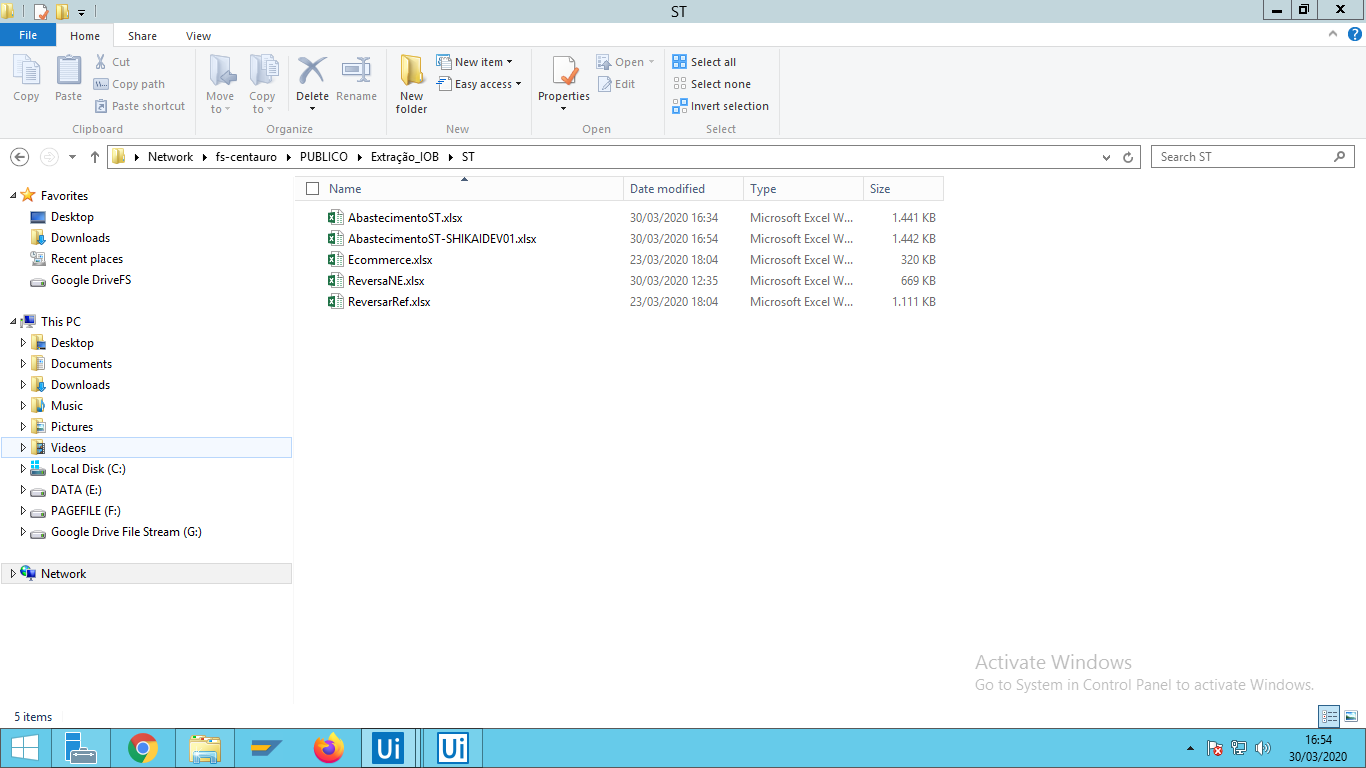 ST
File Home Share View
Copy
Paste
Cut
Copy path
Paste shortcut
Clipboard
Move to
Copy to
Delete
Rename
Organize
New folder
New item
Easy access
New
Properties
Open
Edit
Open
Select all
Select none
Invert selection
Select
Network fs-centauro PUBLICO Extração_IOB ST
Search ST
Favorites
Desktop
Downloads
Recent places
Google DriveFS
This PC
Desktop
Documents
Downloads
Music
Pictures
Videos
Local Disk (C:)
DATA (E:)
PAGEFILE (F:)
Google Drive File Stream (G:)
Network
Name Date modified Type Size
AbastecimentoST.xlsx 30/03/2020 16:34 Microsoft Excel W... 1.441 KB
AbastecimentoST-SHIKAIDEV01.xlsx 30/03/2020 16:54 Microsoft Excel W... 1.442 KB
Ecommerce.xlsx 23/03/2020 18:04 Microsoft Excel W... 320 KB
ReversaNE.xlsx 30/03/2020 12:35 Microsoft Excel W... 669 KB
ReversarRef.xlsx 23/03/2020 18:04 Microsoft Excel W... 1.111 KB
Activate Windows
Go to System in Control Panel to activate Windows.
5 items
Ui Ui
16:54
30/03/2020